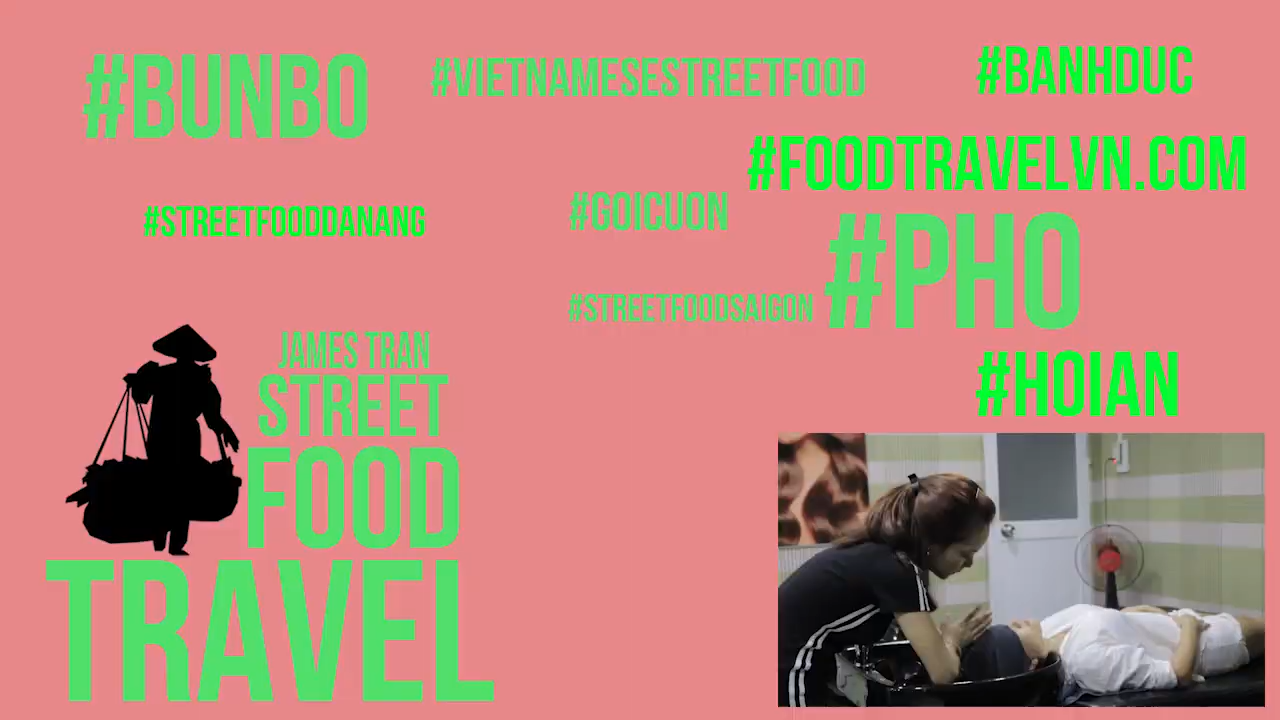 #BUNBO
#VIETNAMESESTREETFOOD
#BANHDUC
#FOODTRAVELVN.COM
#STREETFOODDANANG
#GOICUON
#PHO
#STREETFOODSAIGON
#HOIAN
JAMES TRAN
STREET
FOOD
TRAVEL